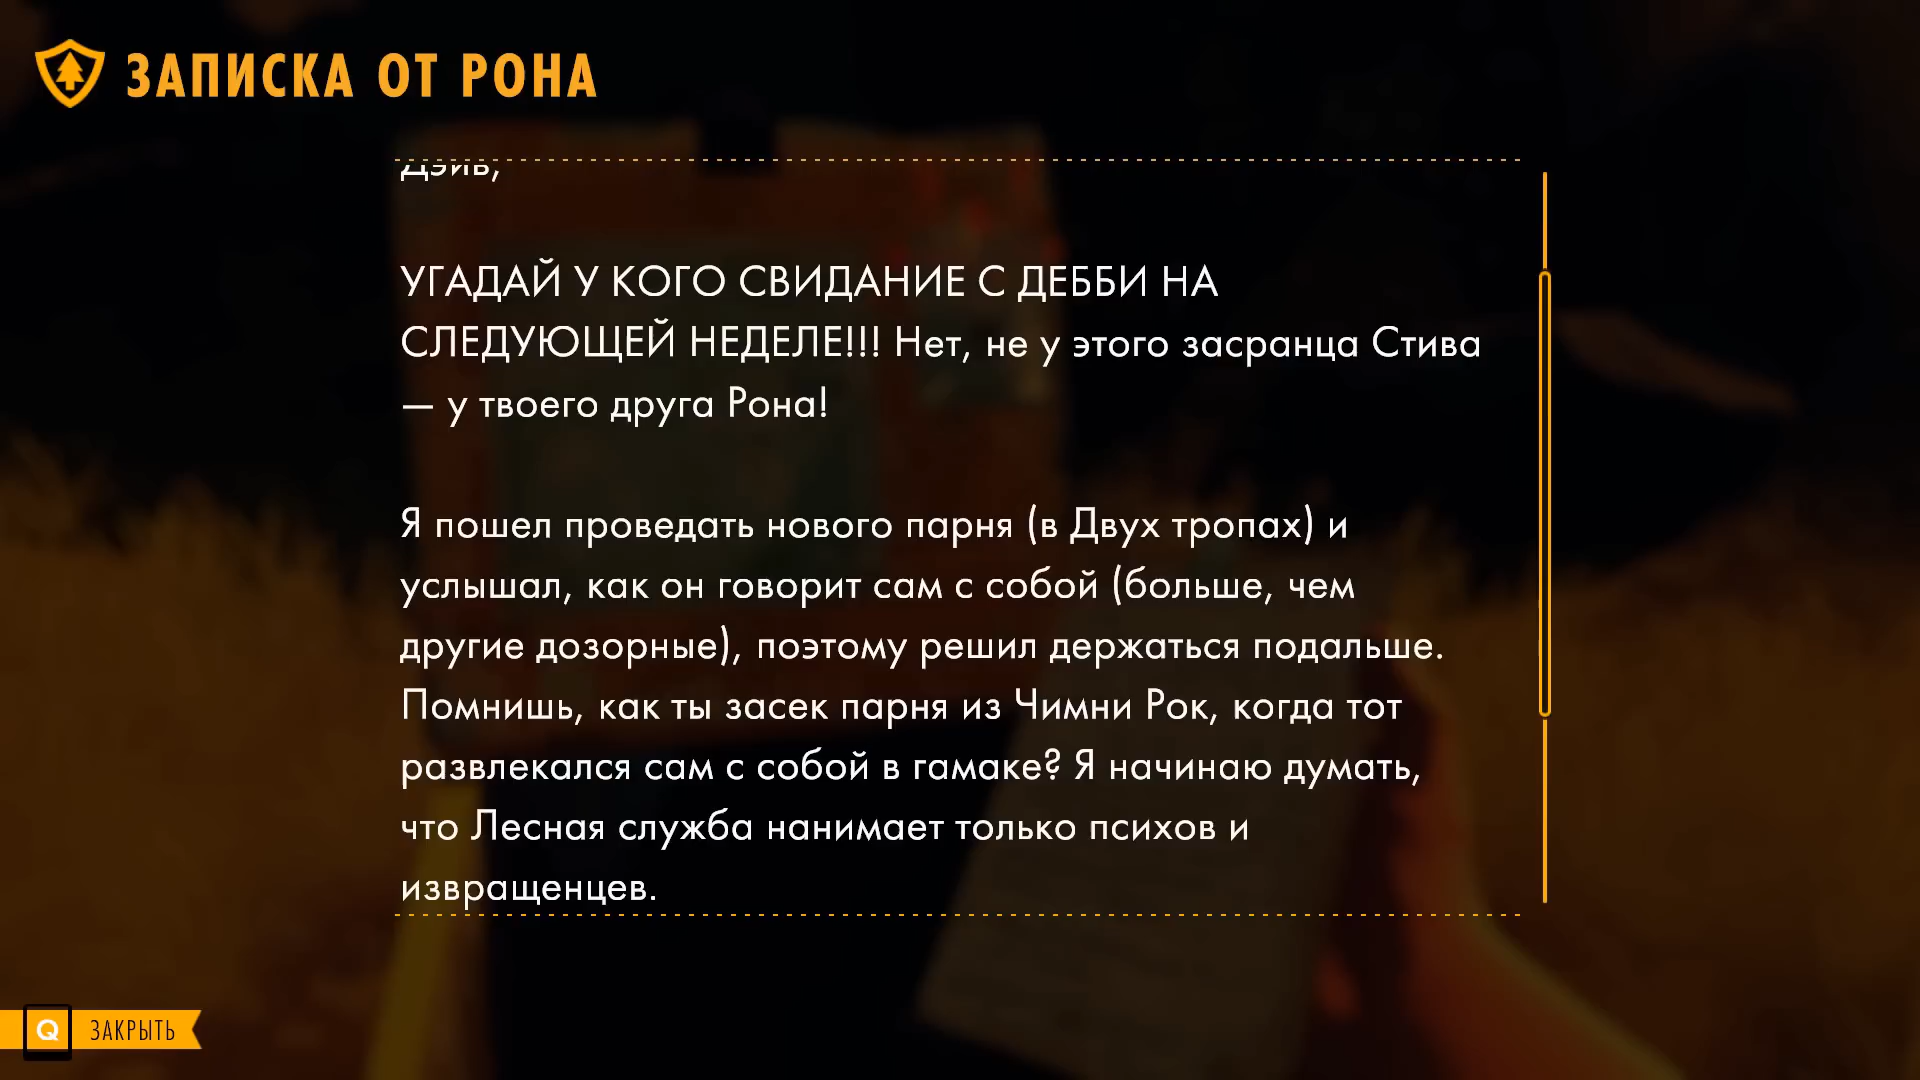 ЗАПИСКА ОТ РОНА
Дэйв,
УГАДАЙ У КОГО СВИДАНИЕ С ДЕББИ НА
СЛЕДУЮЩЕЙ НЕДЕЛЕ!!! Нет, не у этого засранца Стива
— у твоего друга Рона!
Я пошел проведать нового парня (в Двух тропах) и
услышал, как он говорит сам с собой (больше, чем
другие дозорные), поэтому решил держаться подальше.
Помнишь, как ты засек парня из Чимни Рок, когда тот
развлекался сам с собой в гамаке? Я начинаю думать,
что Лесная служба нанимает только психов и
извращенцев.
Q ЗАКРЫТЬ